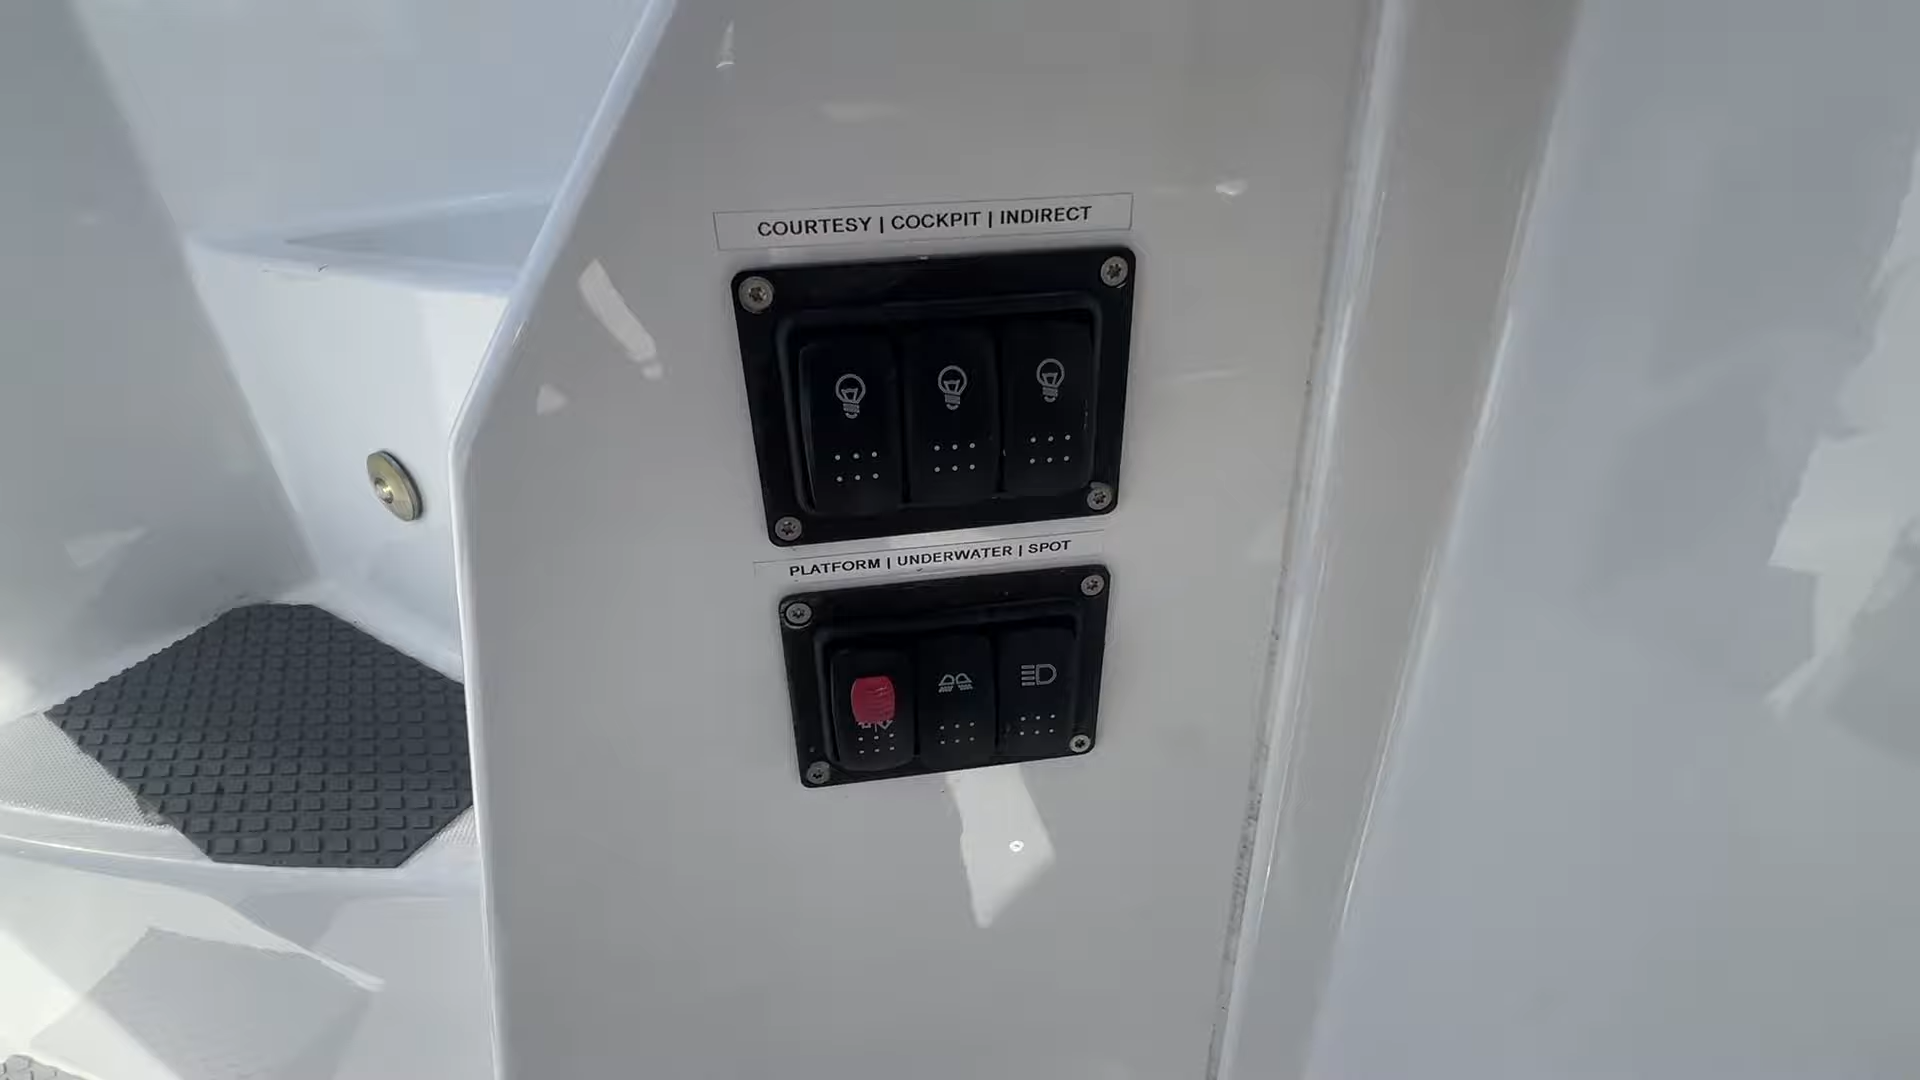 COURTESY | COCKPIT | INDIRECT
PLATFORM | UNDERWATER | SPOT